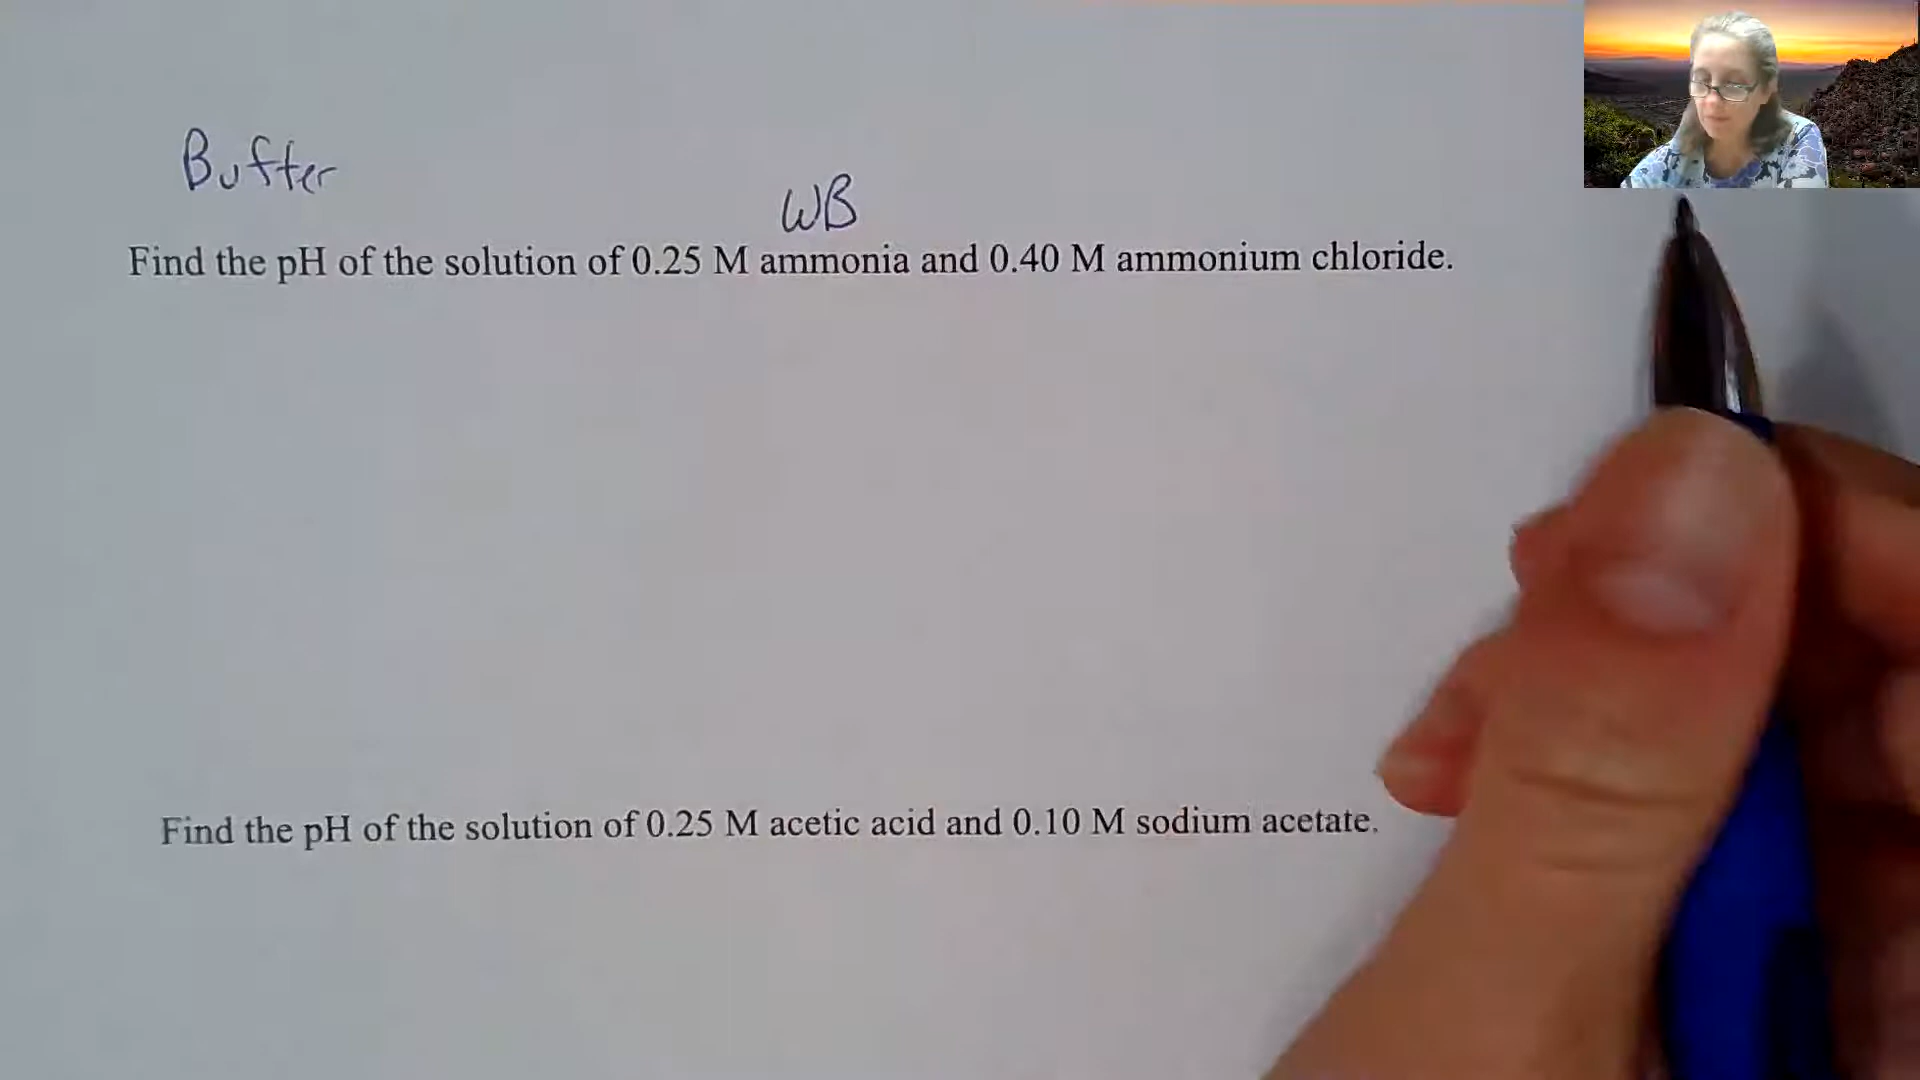 Buffer
WB
Find the pH of the solution of 0.25 M ammonia and 0.40 M ammonium chloride.
Find the pH of the solution of 0.25 M acetic acid and 0.10 M sodium acetate.